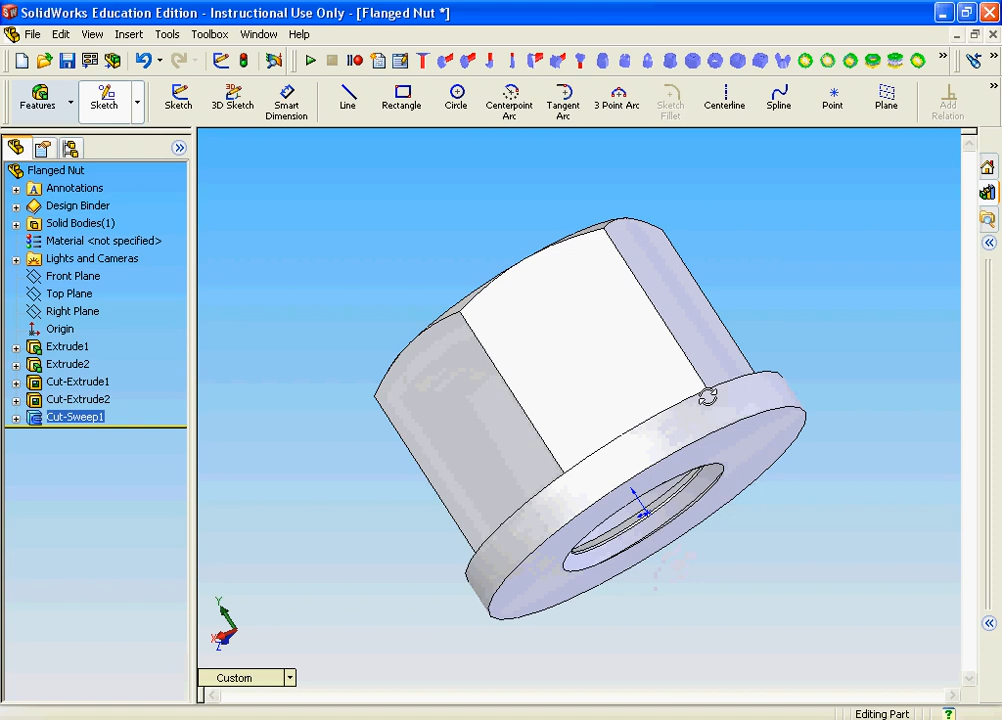 SolidWorks Education Edition - Instructional Use Only - [Flanged Nut *]
File Edit View Insert Tools Toolbox Window Help
Features Sketch Sketch 3D Sketch Smart Dimension Line Rectangle Circle Centerpoint Arc Tangent Arc 3 Point Arc Sketch Fillet Centerline Spline Point Plane Add Relation
Flanged Nut
Annotations
Design Binder
Solid Bodies(1)
Material <not specified>
Lights and Cameras
Front Plane
Top Plane
Right Plane
Origin
Extrude1
Extrude2
Cut-Extrude1
Cut-Extrude2
Cut-Sweep1
Y
X
Z
Custom
Editing Part